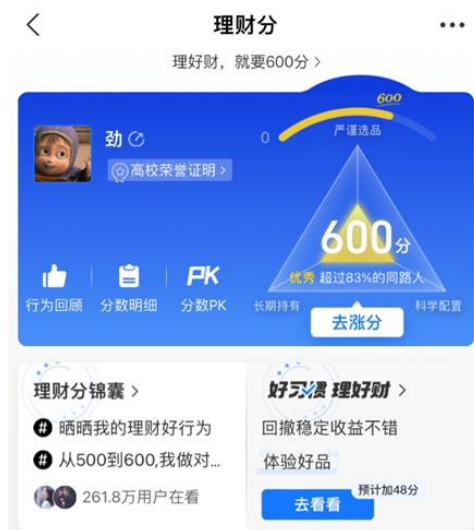 理财分
理好财，就要600分
600
0
严谨选品
劲
高校荣誉证明
600分
优秀 超过83%的同路人
长期持有
科学配置
去涨分
行为回顾
分数明细
PK
分数PK
理财分锦囊
# 晒晒我的理财好行为
# 从500到600,我做对...
261.8万用户在看
好习惯 理好财
回撤稳定收益不错
体验好品
预计加48分
去看看